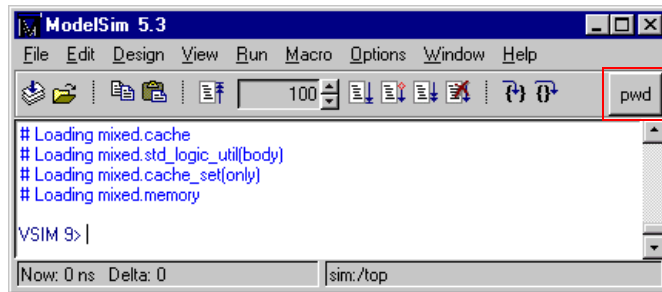 ModelSim 5.3
File Edit Design View Run Macro Options Window Help
100 pwd
# Loading mixed.cache
# Loading mixed.std_logic_util(body)
# Loading mixed.cache_set(only)
# Loading mixed.memory
VSIM 9>
Now: 0 ns Delta: 0 sim:/top